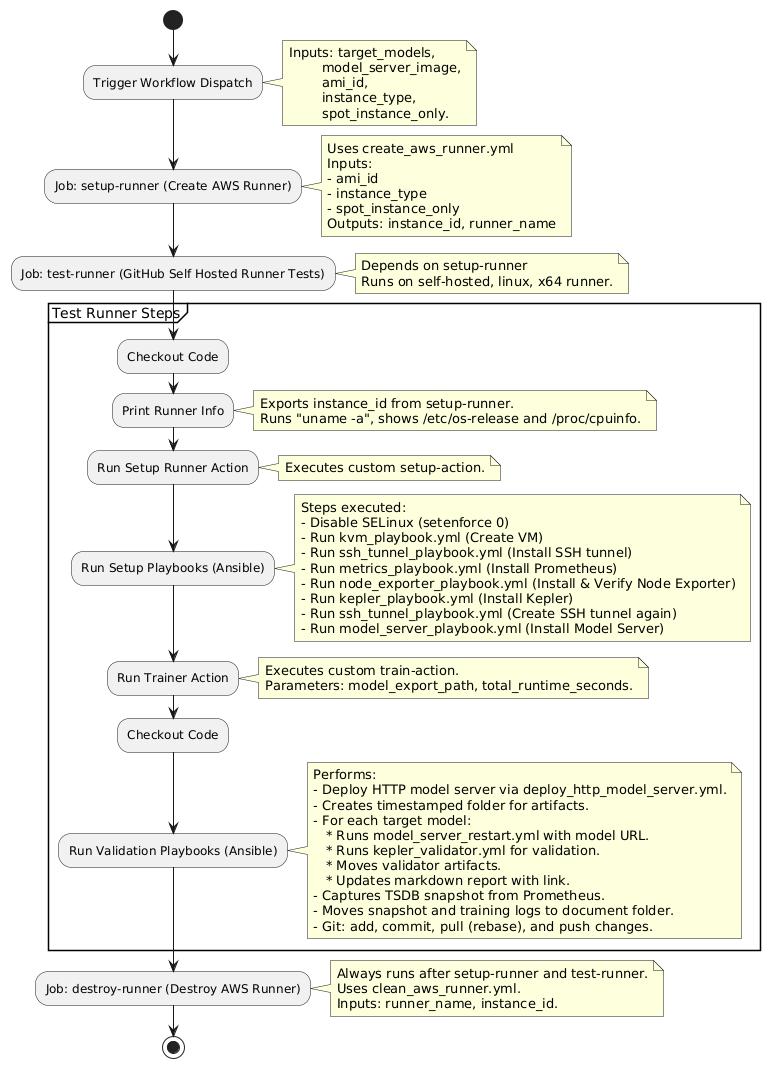 Trigger Workflow Dispatch
Inputs: target_models,
model_server_image,
ami_id,
instance_type,
spot_instance_only.
Job: setup-runner (Create AWS Runner)
Uses create_aws_runner.yml
Inputs:
- ami_id
- instance_type
- spot_instance_only
Outputs: instance_id, runner_name
Job: test-runner (GitHub Self Hosted Runner Tests)
Depends on setup-runner
Runs on self-hosted, linux, x64 runner.
Test Runner Steps
Checkout Code
Print Runner Info
Exports instance_id from setup-runner.
Runs "uname -a", shows /etc/os-release and /proc/cpuinfo.
Run Setup Runner Action
Executes custom setup-action.
Run Setup Playbooks (Ansible)
Steps executed:
- Disable SELinux (setenforce 0)
- Run kvm_playbook.yml (Create VM)
- Run ssh_tunnel_playbook.yml (Install SSH tunnel)
- Run metrics_playbook.yml (Install Prometheus)
- Run node_exporter_playbook.yml (Install & Verify Node Exporter)
- Run kepler_playbook.yml (Install Kepler)
- Run ssh_tunnel_playbook.yml (Create SSH tunnel again)
- Run model_server_playbook.yml (Install Model Server)
Run Trainer Action
Executes custom train-action.
Parameters: model_export_path, total_runtime_seconds.
Checkout Code
Run Validation Playbooks (Ansible)
Performs:
- Deploy HTTP model server via deploy_http_model_server.yml.
- Creates timestamped folder for artifacts.
- For each target model:
* Runs model_server_restart.yml with model URL.
* Runs kepler_validator.yml for validation.
* Moves validator artifacts.
* Updates markdown report with link.
- Captures TSDB snapshot from Prometheus.
- Moves snapshot and training logs to document folder.
- Git: add, commit, pull (rebase), and push changes.
Job: destroy-runner (Destroy AWS Runner)
Always runs after setup-runner and test-runner.
Uses clean_aws_runner.yml.
Inputs: runner_name, instance_id.